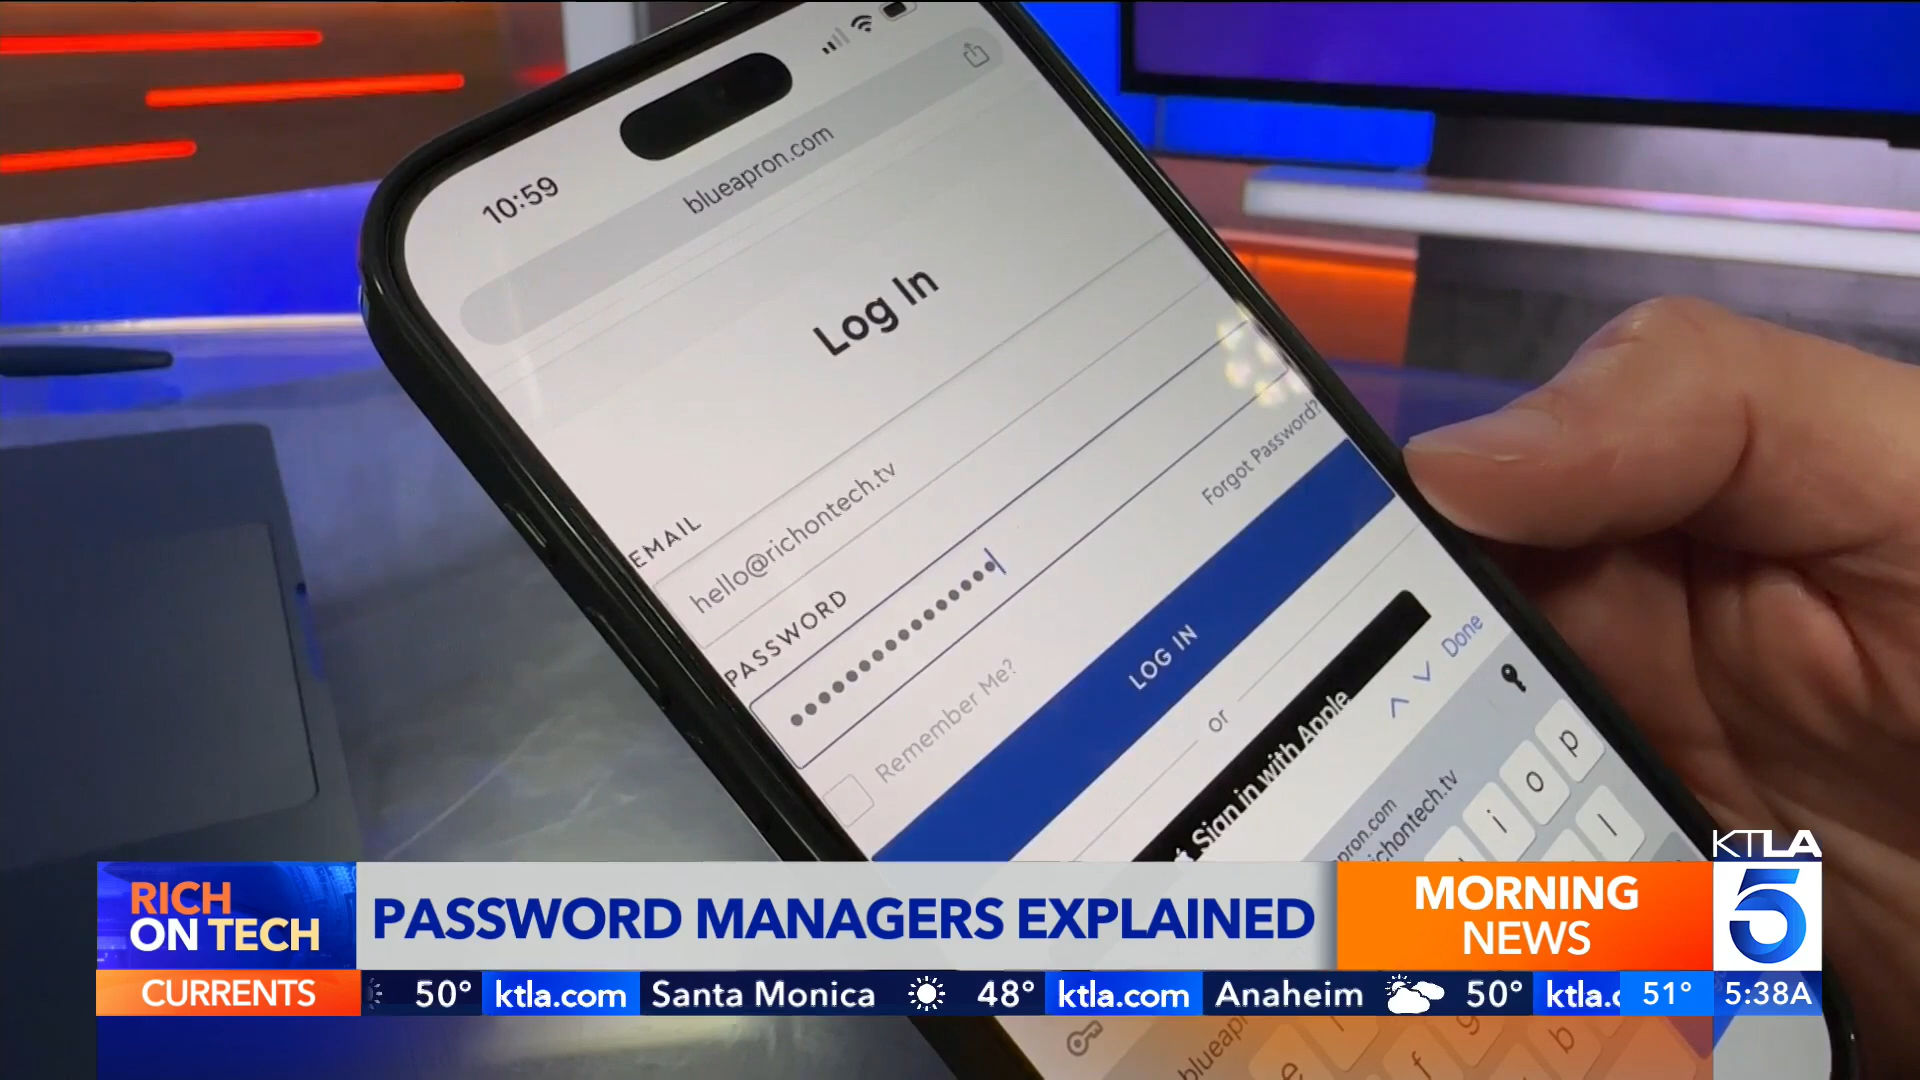 10:59
blueapron.com
Log In
EMAIL
hello@richontech.tv
PASSWORD
Forgot Password?
Remember Me?
LOG IN
or
Sign in with Apple
Done
o p
i
l
KTLA
5
RICH
ON TECH
PASSWORD MANAGERS EXPLAINED
MORNING
NEWS
CURRENTS
50° ktla.com Santa Monica 48° ktla.com Anaheim 50° ktla.c 51° 5:38A
blueapr
e
f
g
b